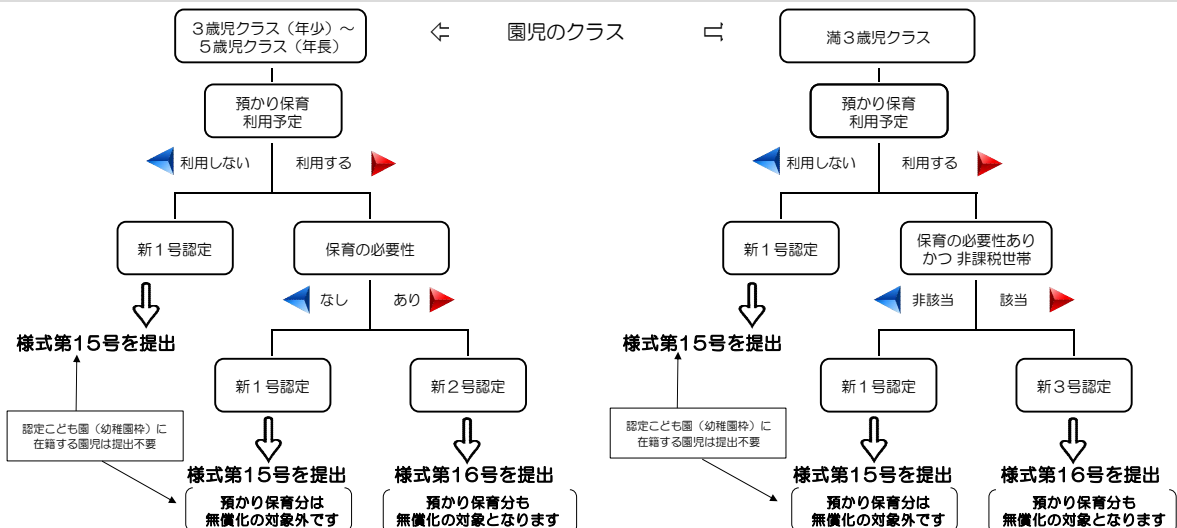 園児のクラス
3歳児クラス（年少）～
5歳児クラス（年長）
預かり保育
利用予定
利用しない
利用する
新1号認定
保育の必要性
なし
あり
様式第15号を提出
新1号認定
新2号認定
認定こども園（幼稚園枠）に
在籍する園児は提出不要
様式第15号を提出
様式第16号を提出
預かり保育分は
無償化の対象外です
預かり保育分も
無償化の対象となります
満3歳児クラス
預かり保育
利用予定
利用しない
利用する
新1号認定
保育の必要性あり
かつ 非課税世帯
非該当
該当
様式第15号を提出
新1号認定
新3号認定
認定こども園（幼稚園枠）に
在籍する園児は提出不要
様式第15号を提出
様式第16号を提出
預かり保育分は
無償化の対象外です
預かり保育分も
無償化の対象となります